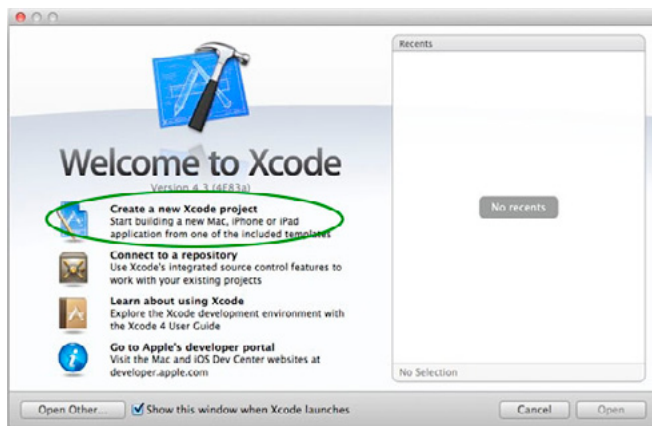 Recents
Welcome to Xcode
Version 4.3 (4E83a)
Create a new Xcode project
Start building a new Mac, iPhone or iPad
application from one of the included templates
No recents
Connect to a repository
Use Xcode's integrated source control features to
work with your existing projects
Learn about using Xcode
Explore the Xcode development environment with
the Xcode 4 User Guide
Go to Apple's developer portal
Visit the Mac and iOS Dev Center websites at
developer.apple.com
No Selection
Open Other...
Show this window when Xcode launches
Cancel
Open